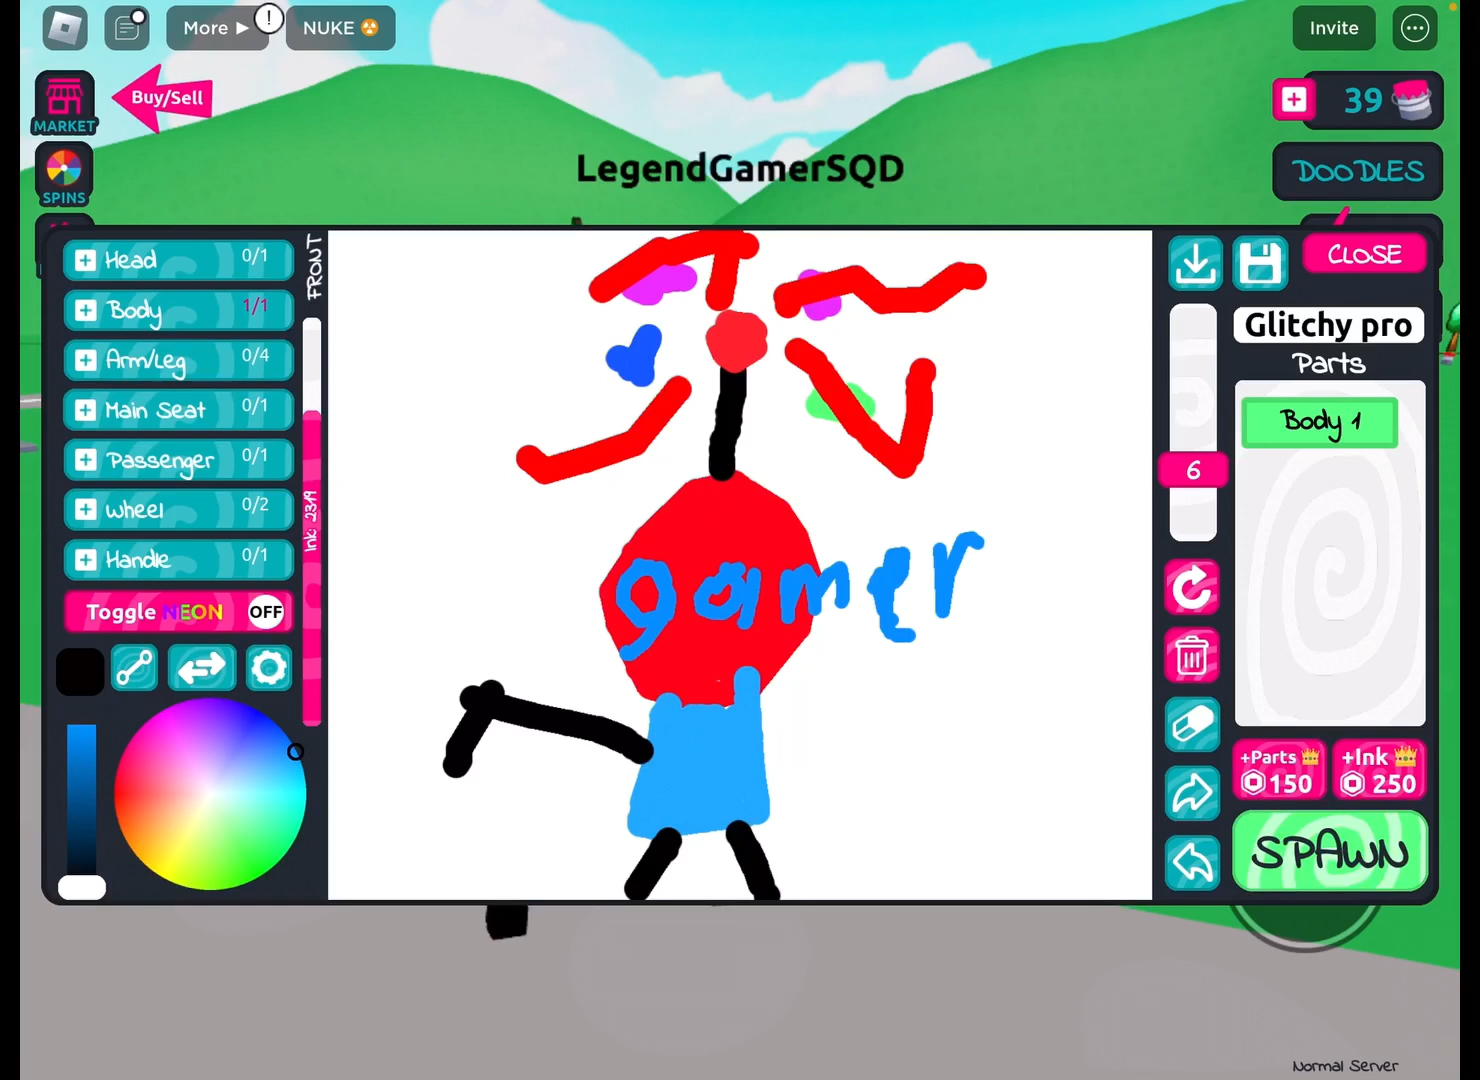 More ▶
!
NUKE ☢
Invite
Buy/Sell
MARKET
39
LegendGamerSQD
DOODLES
SPINS
Head 0/1
Body 1/1
Arm/Leg 0/4
Main Seat 0/1
Passenger 0/1
Wheel 0/2
Handle 0/1
Toggle NEON OFF
FRONT
Ink: 2319
gamer
6
CLOSE
Glitchy pro
Parts
Body 1
+Parts
150
+Ink
250
SPAWN
Normal Server